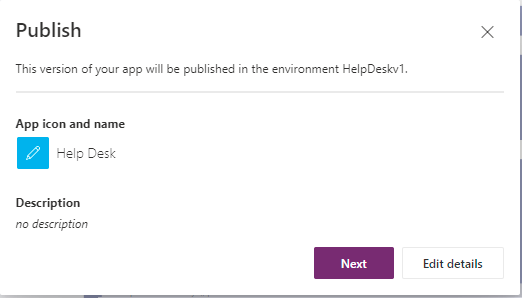 Publish
This version of your app will be published in the environment HelpDeskv1.
App icon and name
Help Desk
Description
no description
Next
Edit details